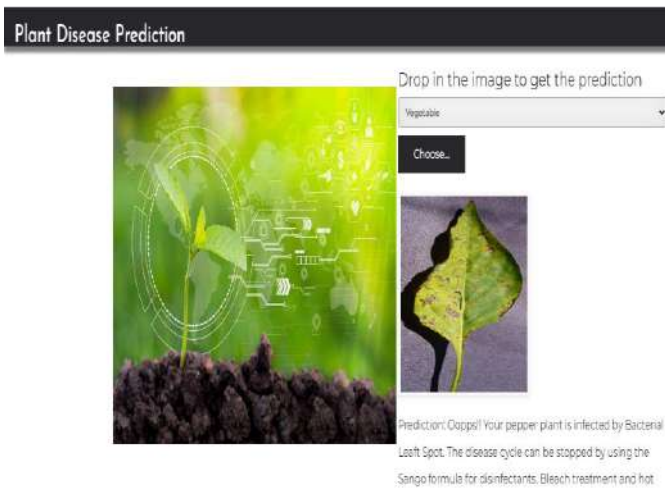 Plant Disease Prediction
Drop in the image to get the prediction
Vegetable
Choose...
Prediction: Oopps!! Your pepper plant is infected by Bacterial
Leaft Spot. The disease cycle can be stopped by using the
Sango formula for disinfectants. Bleach treatment and hot